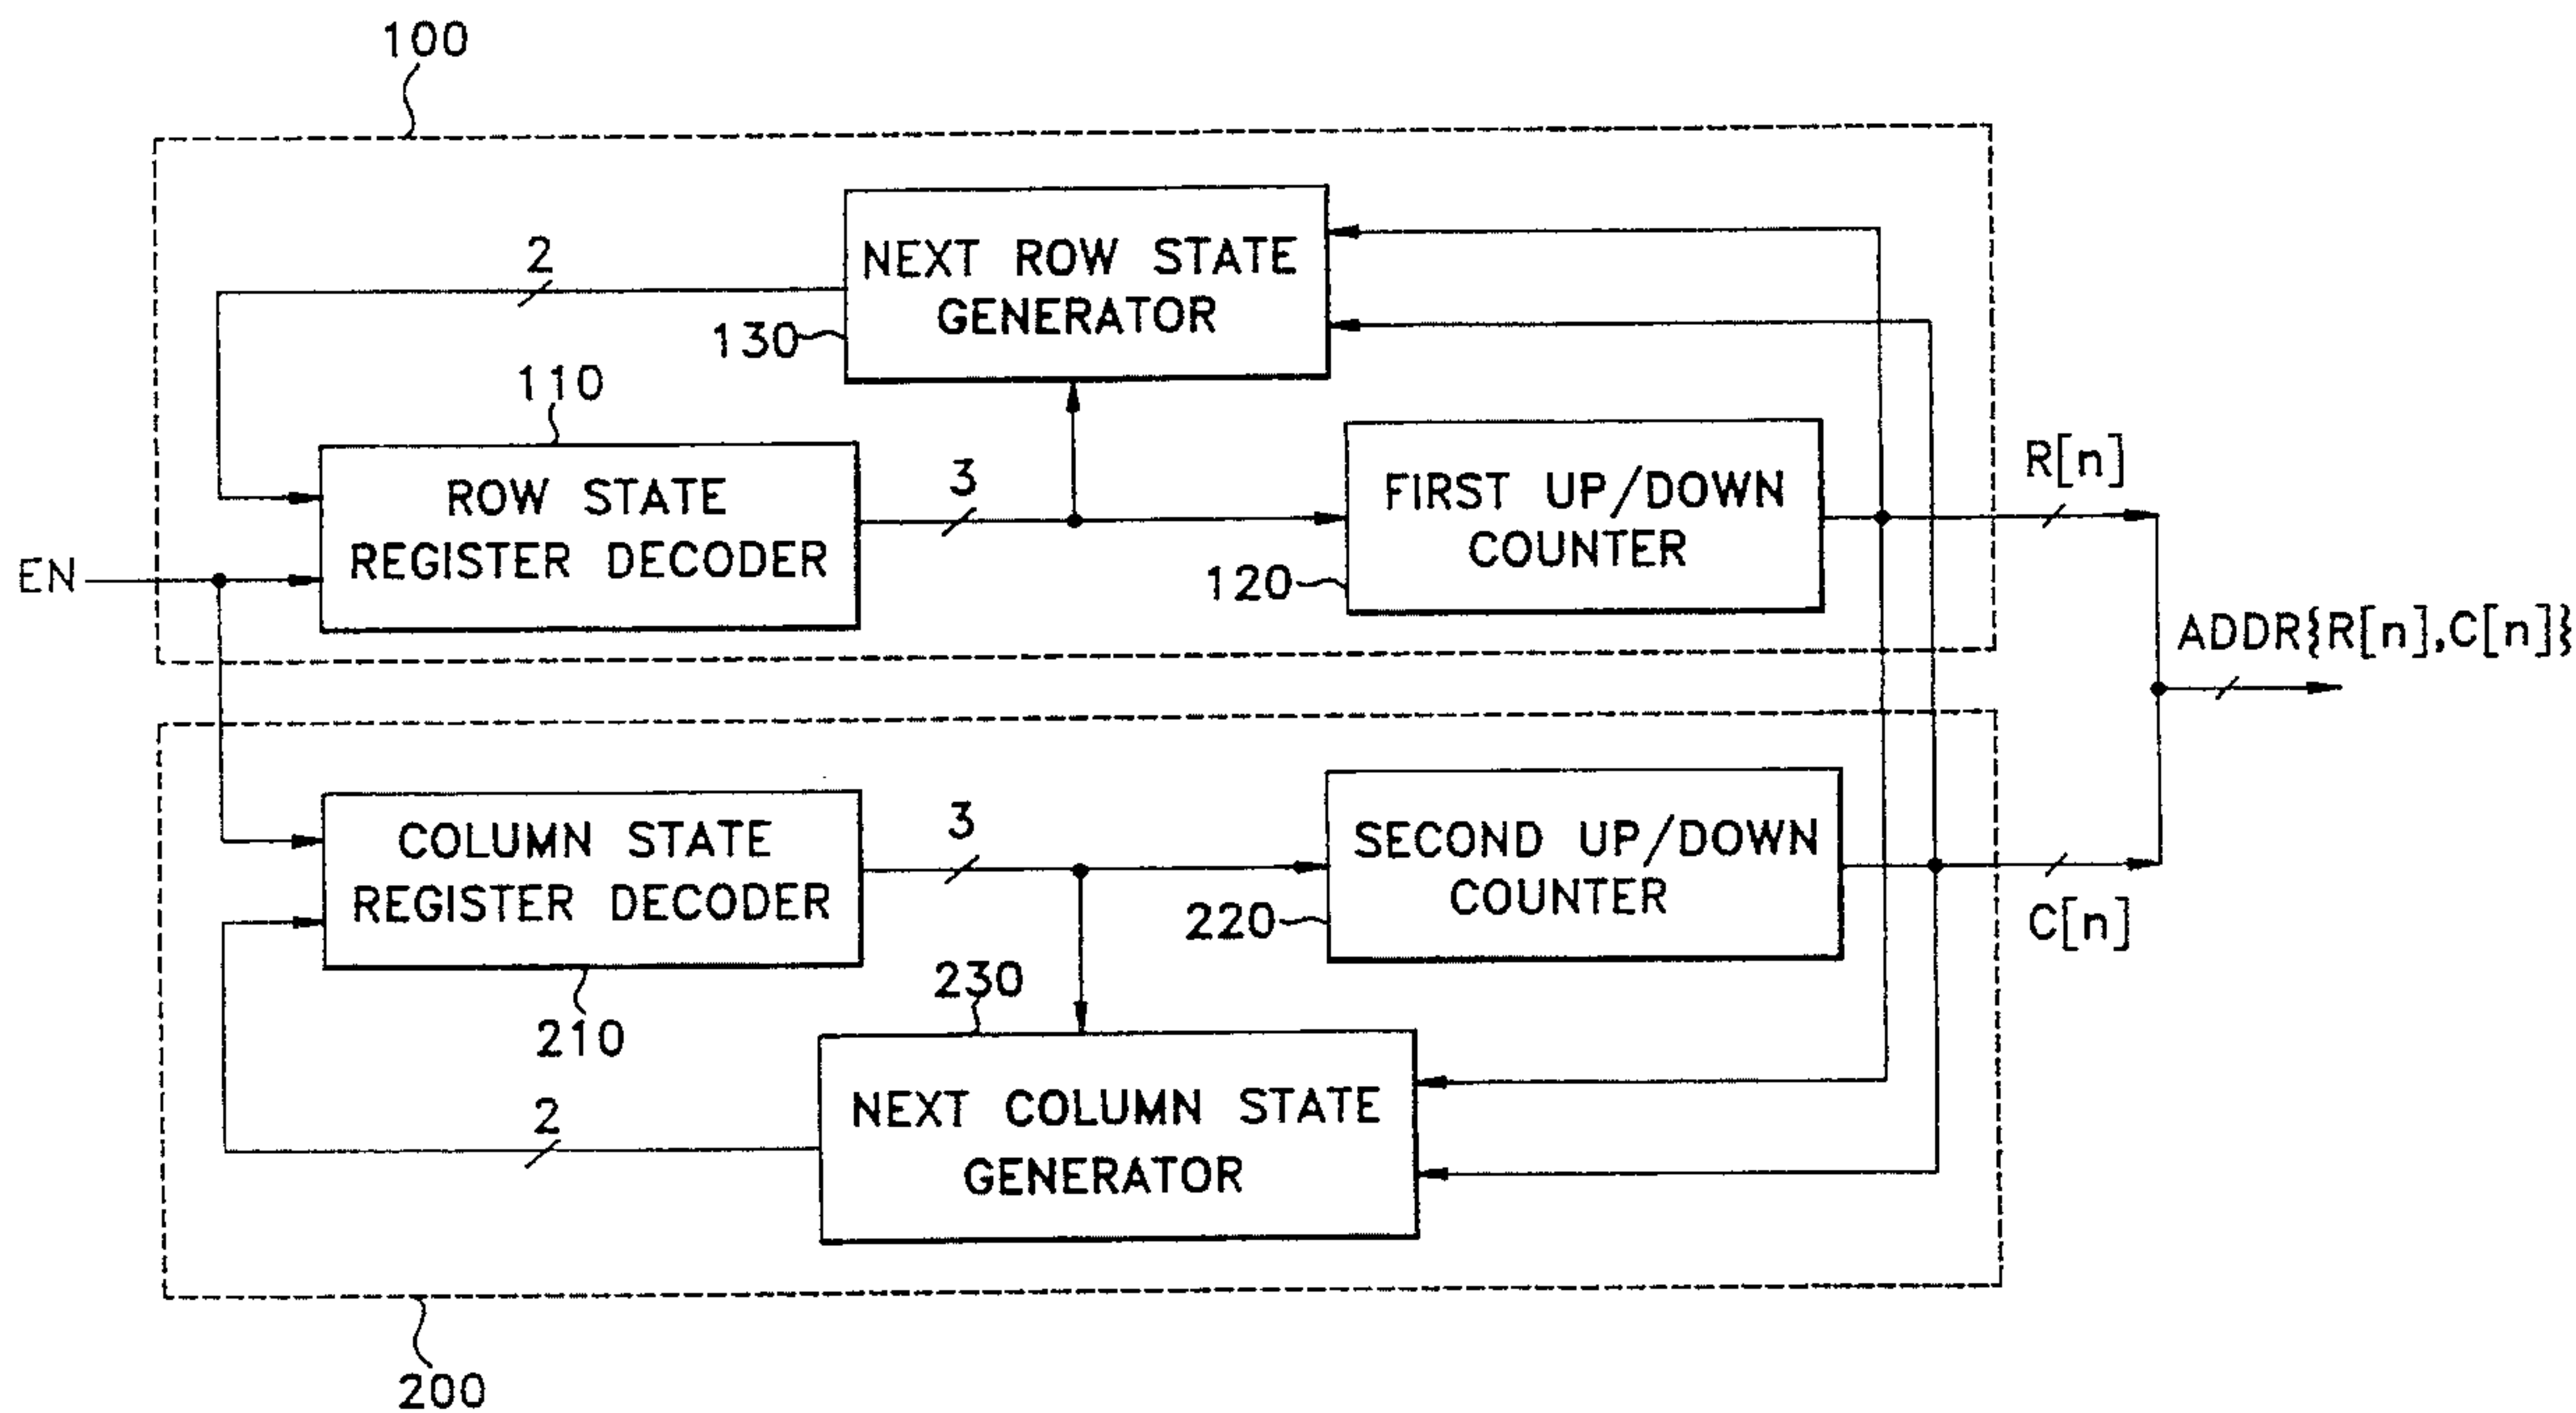 100
2
NEXT ROW STATE
GENERATOR
130
110
ROW STATE
REGISTER DECODER
3
FIRST UP/DOWN
COUNTER
120
R[n]
EN
ADDR{R[n],C[n]}
COLUMN STATE
REGISTER DECODER
3
SECOND UP/DOWN
COUNTER
220
C[n]
210
230
2
NEXT COLUMN STATE
GENERATOR
200